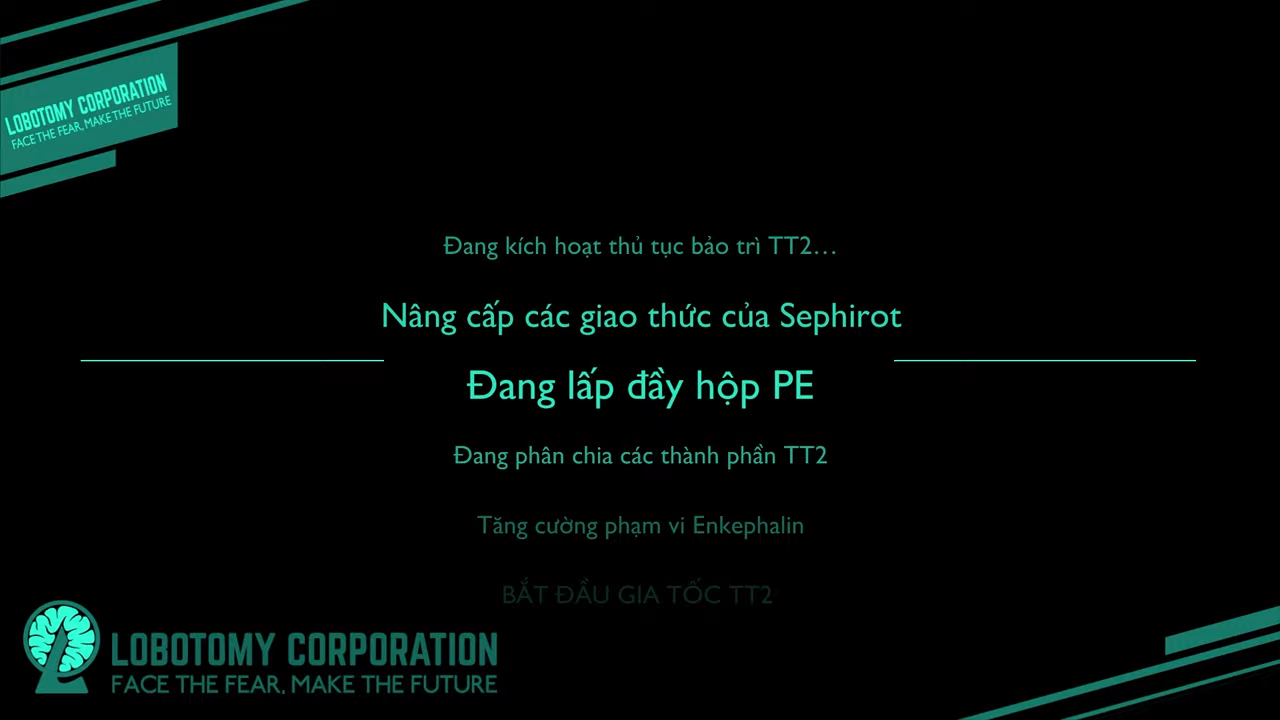 LOBOTOMY CORPORATION
FACE THE FEAR, MAKE THE FUTURE
Đang kích hoạt thủ tục bảo trì TT2...
Nâng cấp các giao thức của Sephirot
Đang lấp đầy hộp PE
Đang phân chia các thành phần TT2
Tăng cường phạm vi Enkephalin
BẮT ĐẦU GIA TỐC TT2
LOBOTOMY CORPORATION
FACE THE FEAR, MAKE THE FUTURE